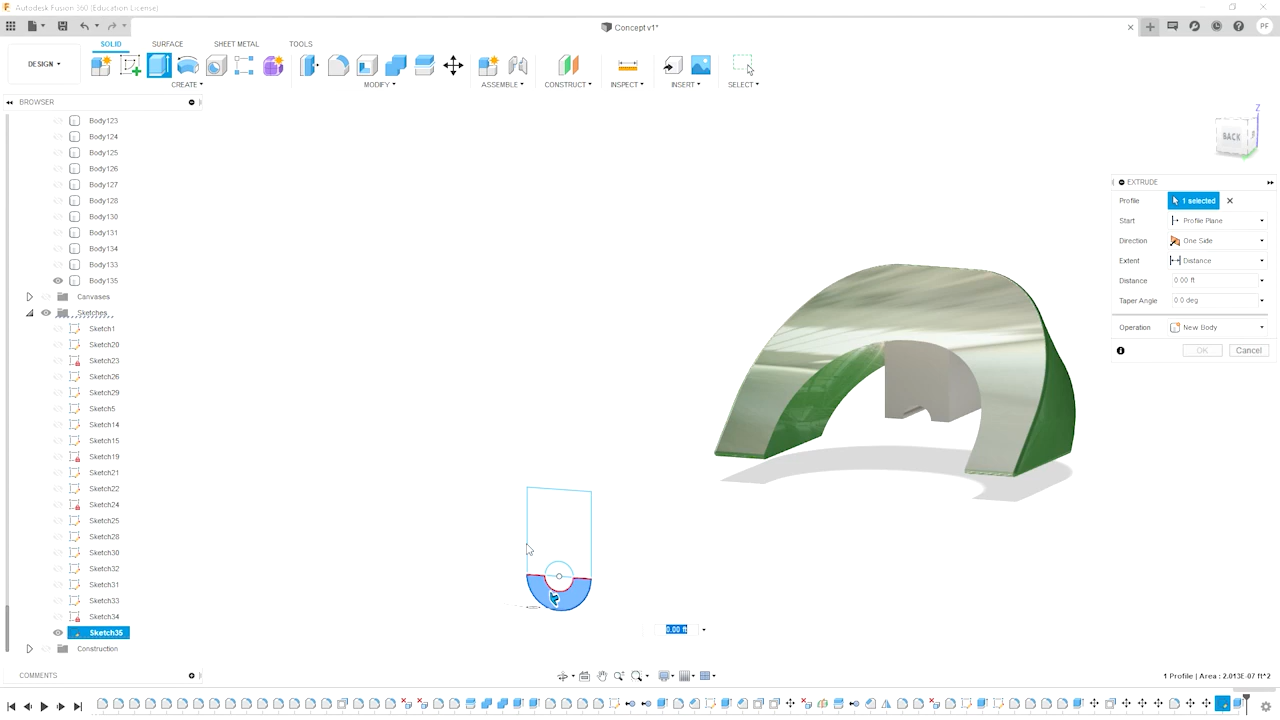 Autodesk Fusion 360 (Education License)
Concept v1*
PF
SOLID SURFACE SHEET METAL TOOLS
DESIGN
CREATE MODIFY ASSEMBLE CONSTRUCT INSPECT INSERT SELECT
BROWSER
Body123
Body124
Body125
Body126
Body127
Body128
Body130
Body131
Body134
Body133
Body135
Canvases
Sketches
Sketch1
Sketch20
Sketch23
Sketch26
Sketch29
Sketch5
Sketch14
Sketch15
Sketch19
Sketch21
Sketch22
Sketch24
Sketch25
Sketch28
Sketch30
Sketch32
Sketch31
Sketch33
Sketch34
Sketch35
Construction
COMMENTS
Z
BACK
EXTRUDE
Profile 1 selected
Start Profile Plane
Direction One Side
Extent Distance
Distance 0.00 ft
Taper Angle 0.0 deg
Operation New Body
OK Cancel
0.00 ft
1 Profile | Area : 2.013E-07 ft^2